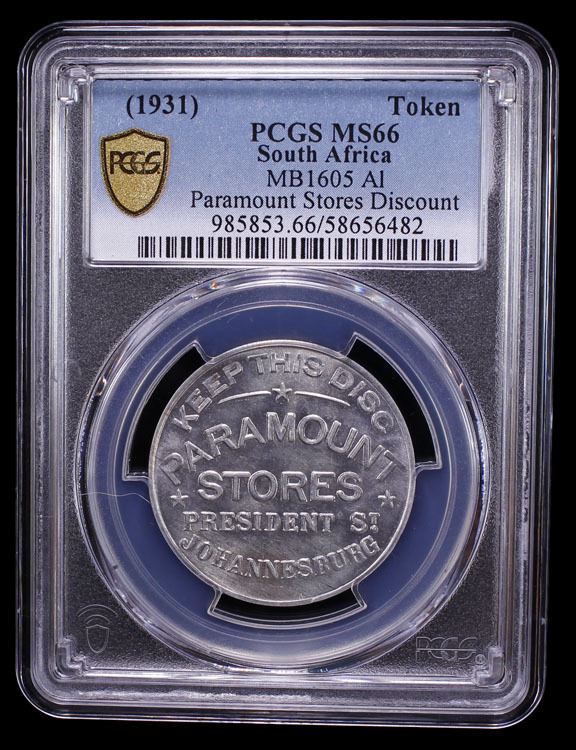 (1931) Token
PCGS MS66
South Africa
MB1605 Al
Paramount Stores Discount
985853.66/58656482
PCGS
KEEP THIS DISC
PARAMOUNT
STORES
PRESIDENT ST
JOHANNESBURG
PCGS